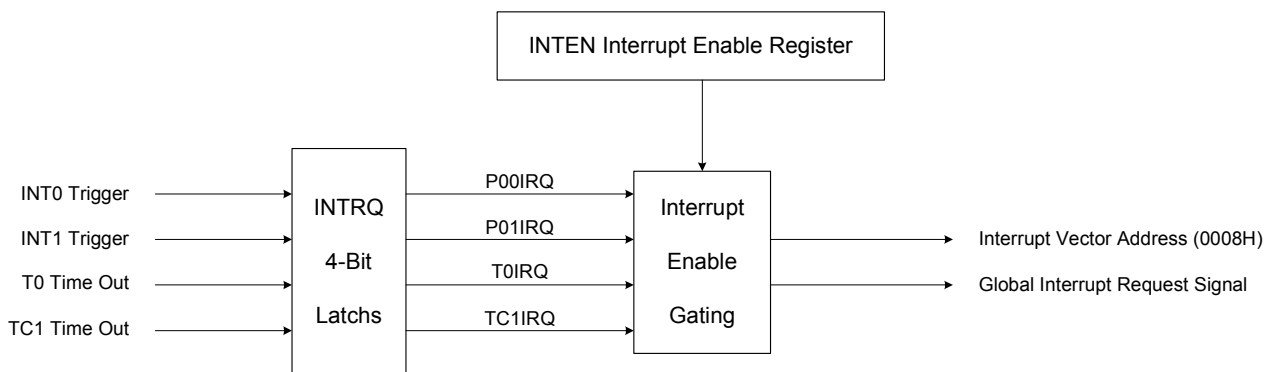 INTEN Interrupt Enable Register
INT0 Trigger
INT1 Trigger
T0 Time Out
TC1 Time Out
INTRQ
4-Bit
Latchs
P00IRQ
P01IRQ
T0IRQ
TC1IRQ
Interrupt
Enable
Gating
Interrupt Vector Address (0008H)
Global Interrupt Request Signal